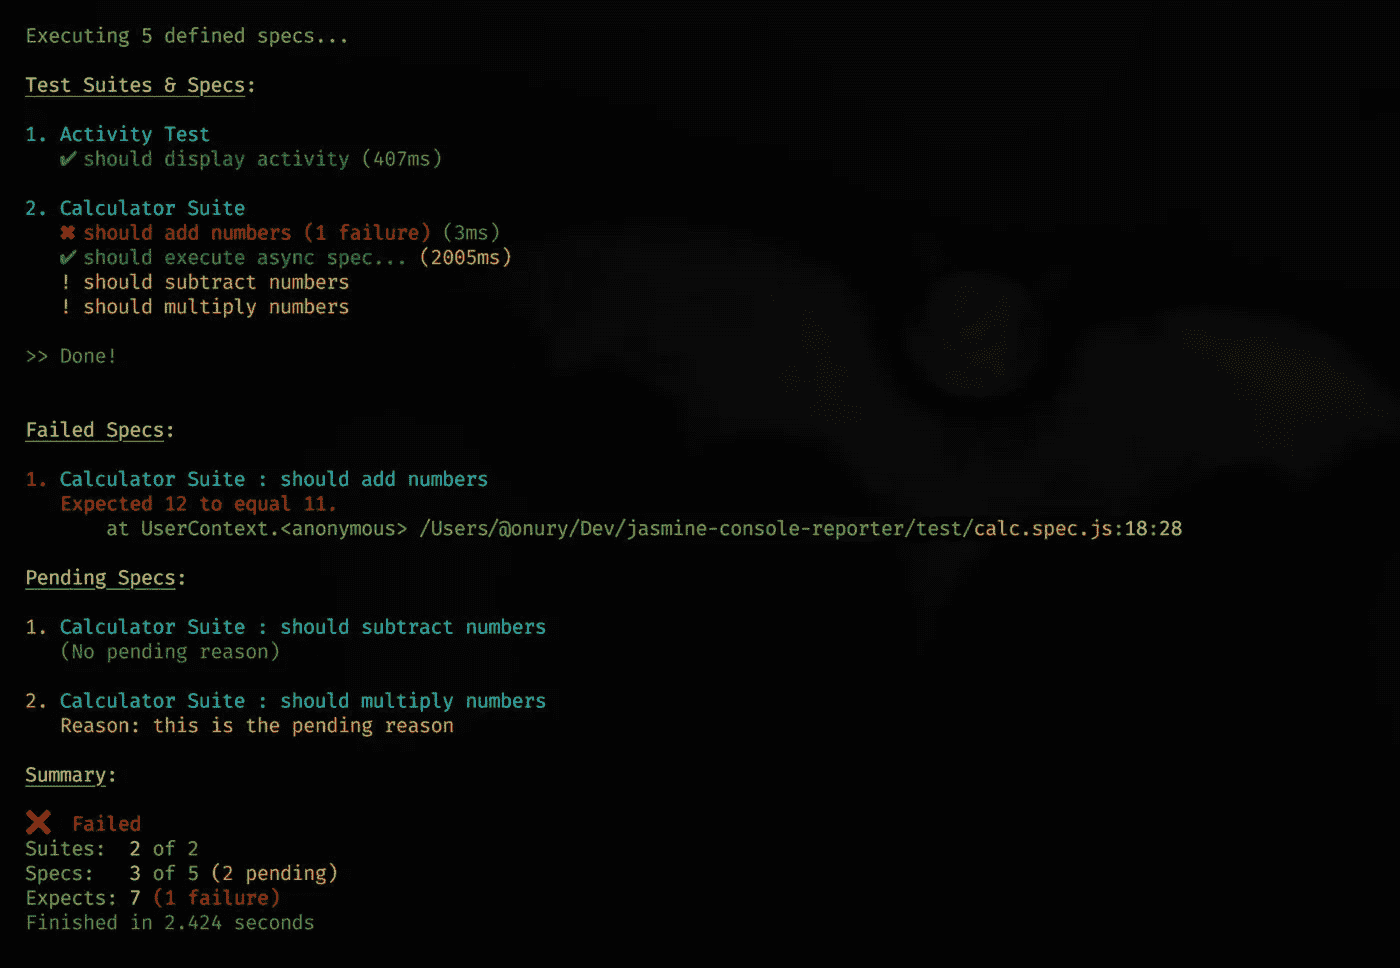 Executing 5 defined specs...
Test Suites & Specs:
1. Activity Test
✔ should display activity (407ms)
2. Calculator Suite
✖ should add numbers (1 failure) (3ms)
✔ should execute async spec... (2005ms)
! should subtract numbers
! should multiply numbers
>> Done!
Failed Specs:
1. Calculator Suite : should add numbers
Expected 12 to equal 11.
at UserContext.<anonymous> /Users/@onury/Dev/jasmine-console-reporter/test/calc.spec.js:18:28
Pending Specs:
1. Calculator Suite : should subtract numbers
(No pending reason)
2. Calculator Suite : should multiply numbers
Reason: this is the pending reason
Summary:
❌ Failed
Suites: 2 of 2
Specs: 3 of 5 (2 pending)
Expects: 7 (1 failure)
Finished in 2.424 seconds